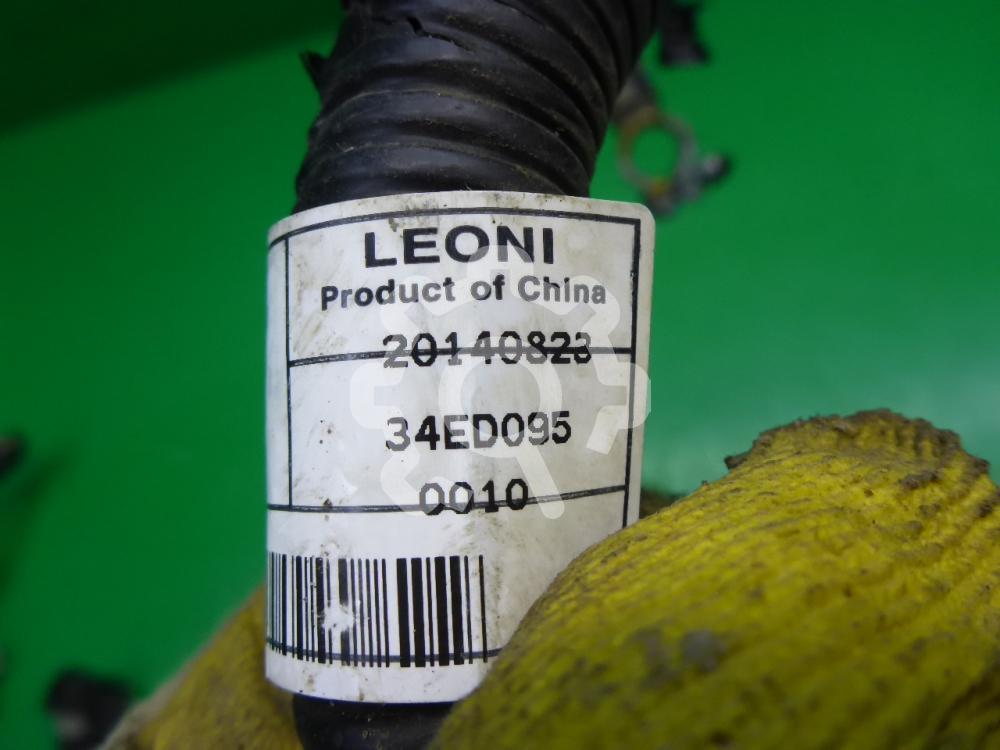 LEONI
Product of China
20140823
34ED095
0010